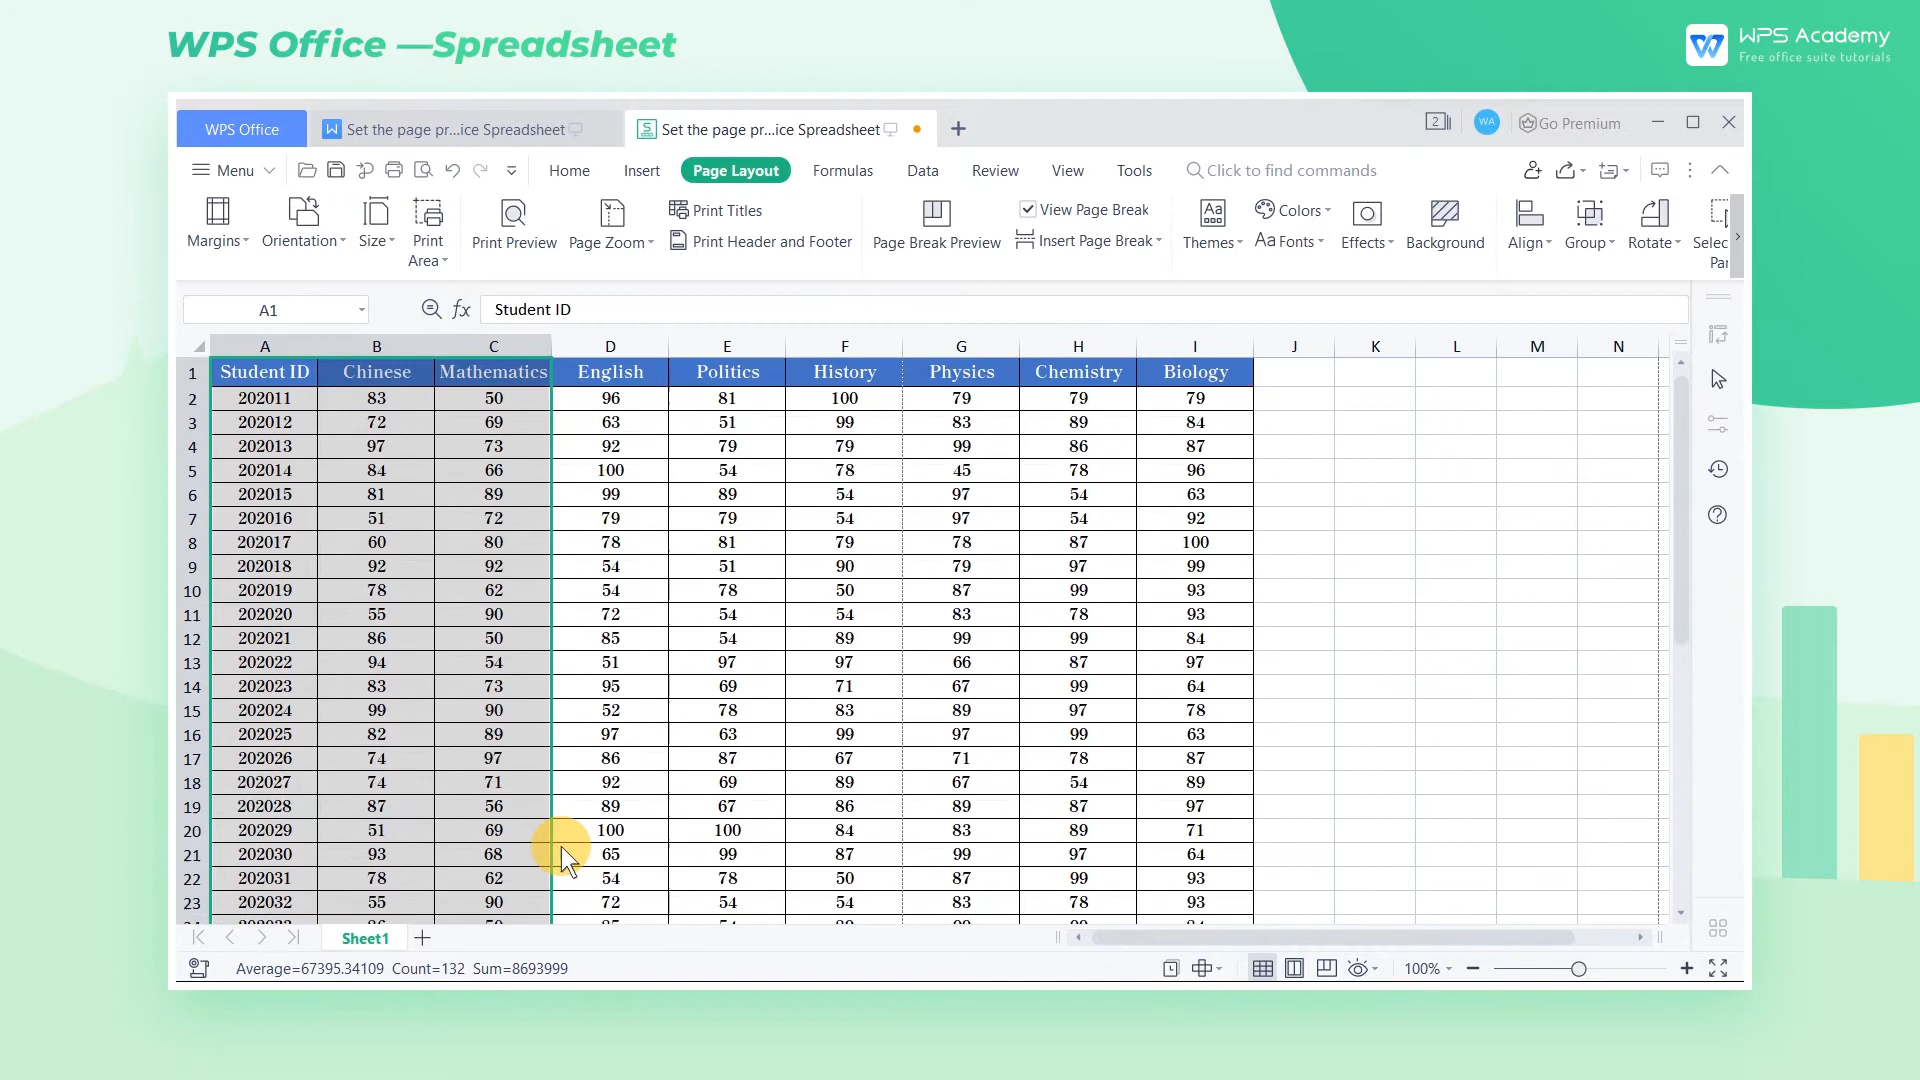 WPS Office —Spreadsheet
WPS Academy
Free office suite tutorials
WPS Office
Set the page pr...ice Spreadsheet
Set the page pr...ice Spreadsheet
2
WA
Go Premium
Menu
Home
Insert
Page Layout
Formulas
Data
Review
View
Tools
Click to find commands
Margins
Orientation
Size
Print
Area
Print Preview
Page Zoom
Print Titles
Print Header and Footer
Page Break Preview
View Page Break
Insert Page Break
Themes
Colors
Fonts
Effects
Background
Align
Group
Rotate
Selec
Par
A1
fx
Student ID
A B C D E F G H I J K L M N
1 Student ID Chinese Mathematics English Politics History Physics Chemistry Biology
2 202011 83 50 96 81 100 79 79 79
3 202012 72 69 63 51 99 83 89 84
4 202013 97 73 92 79 79 99 86 87
5 202014 84 66 100 54 78 45 78 96
6 202015 81 89 99 89 54 97 54 63
7 202016 51 72 79 79 54 97 54 92
8 202017 60 80 78 81 79 78 87 100
9 202018 92 92 54 51 90 79 97 99
10 202019 78 62 54 78 50 87 99 93
11 202020 55 90 72 54 54 83 78 93
12 202021 86 50 85 54 89 99 99 84
13 202022 94 54 51 97 97 66 87 97
14 202023 83 73 95 69 71 67 99 64
15 202024 99 90 52 78 83 89 97 78
16 202025 82 89 97 63 99 97 99 63
17 202026 74 97 86 87 67 71 78 87
18 202027 74 71 92 69 89 67 54 89
19 202028 87 56 89 67 86 89 87 97
20 202029 51 69 100 100 84 83 89 71
21 202030 93 68 65 99 87 99 97 64
22 202031 78 62 54 78 50 87 99 93
23 202032 55 90 72 54 54 83 78 93
Sheet1
Average=67395.34109 Count=132 Sum=8693999
100%